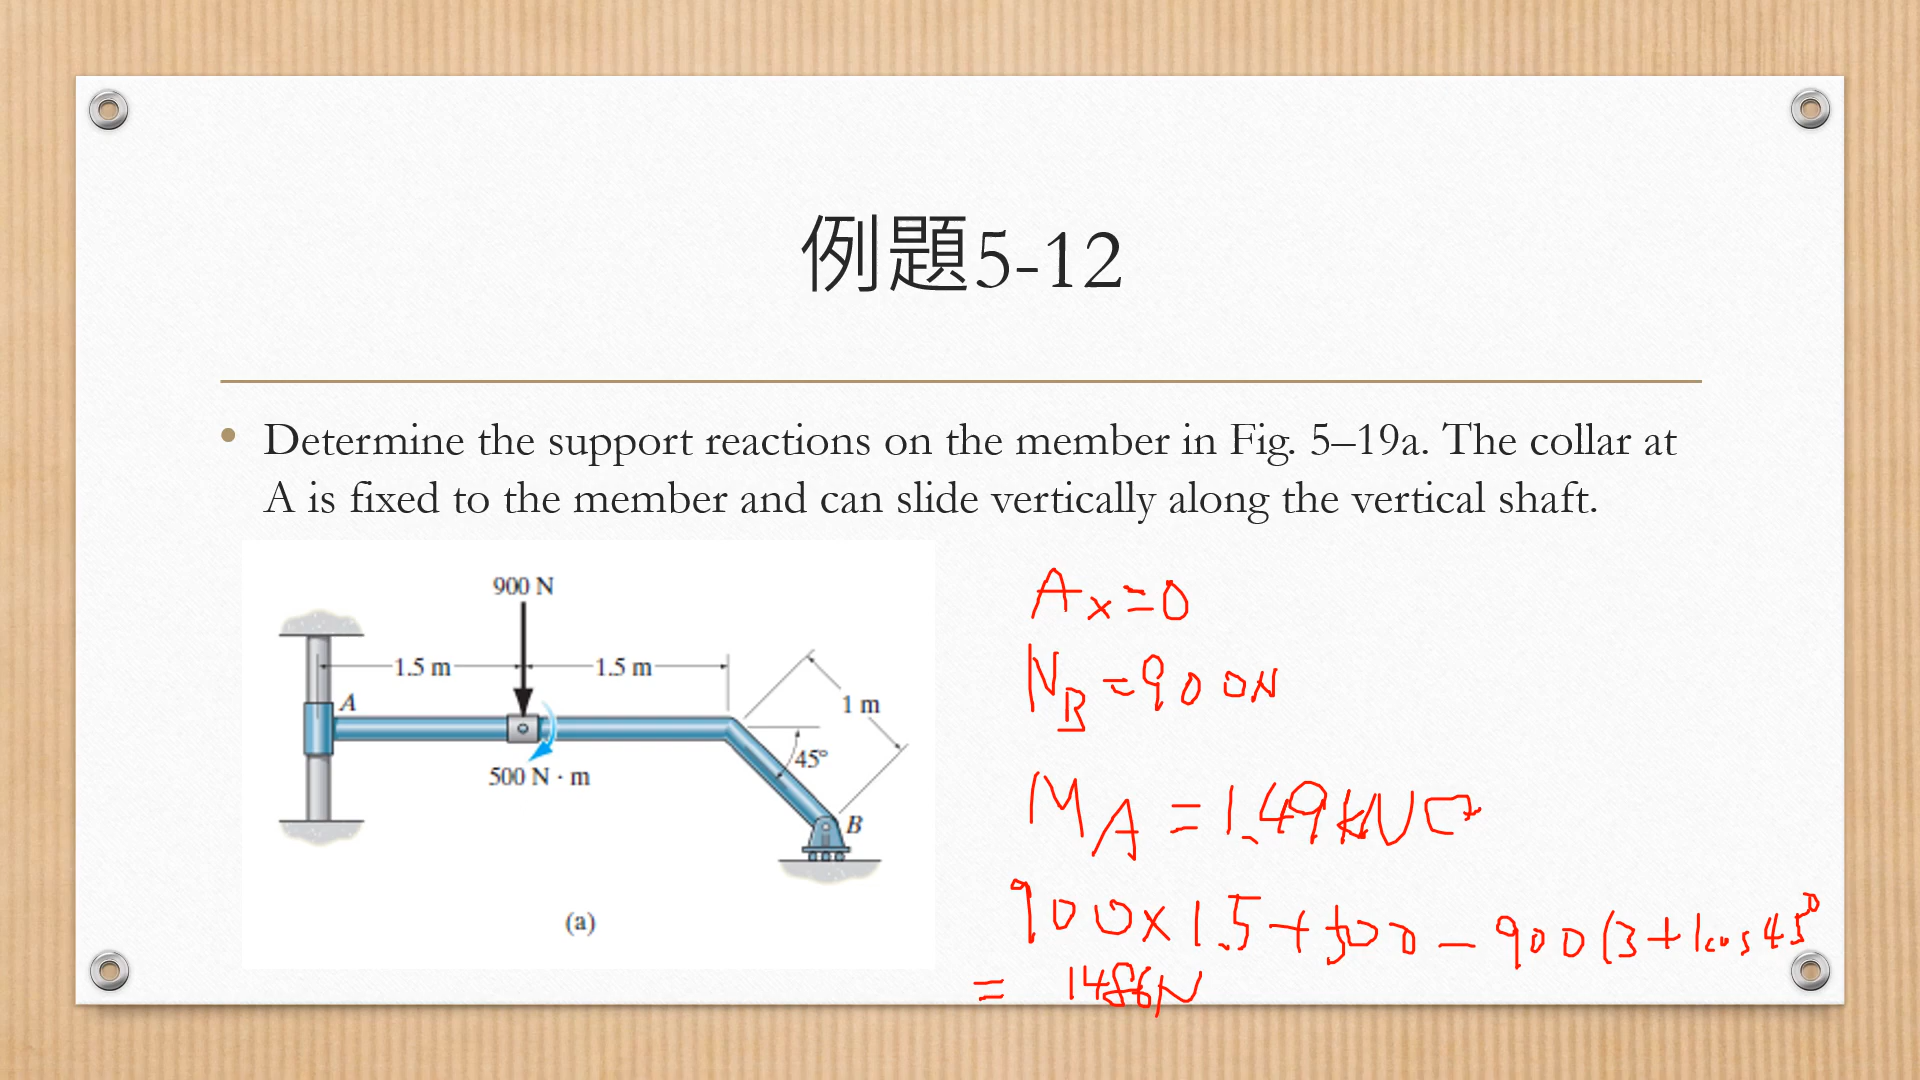 例題5-12
• Determine the support reactions on the member in Fig. 5–19a. The collar at
A is fixed to the member and can slide vertically along the vertical shaft.
900 N
1.5 m
1.5 m
A
1 m
45°
500 N · m
B
(a)
Ax=0
NB=900N
MA=1.49kN
900×1.5+500-900(3+1cos45°
= 1486N